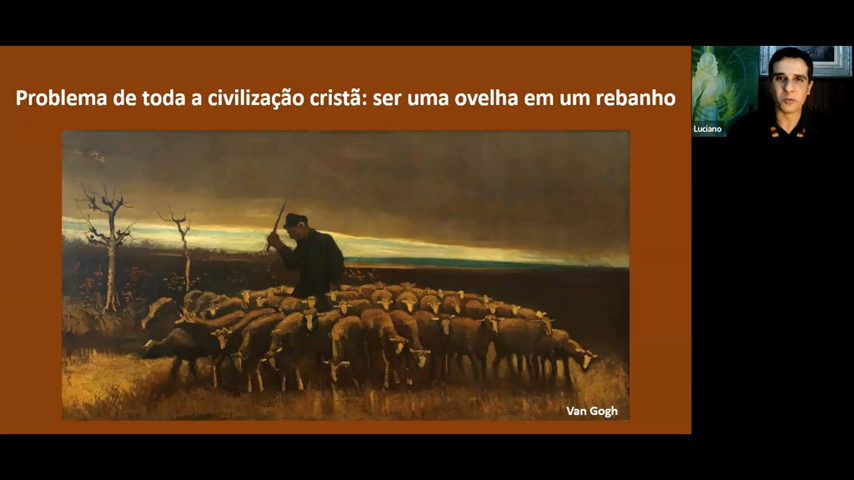 Problema de toda a civilização cristã: ser uma ovelha em um rebanho
Luciano
Van Gogh